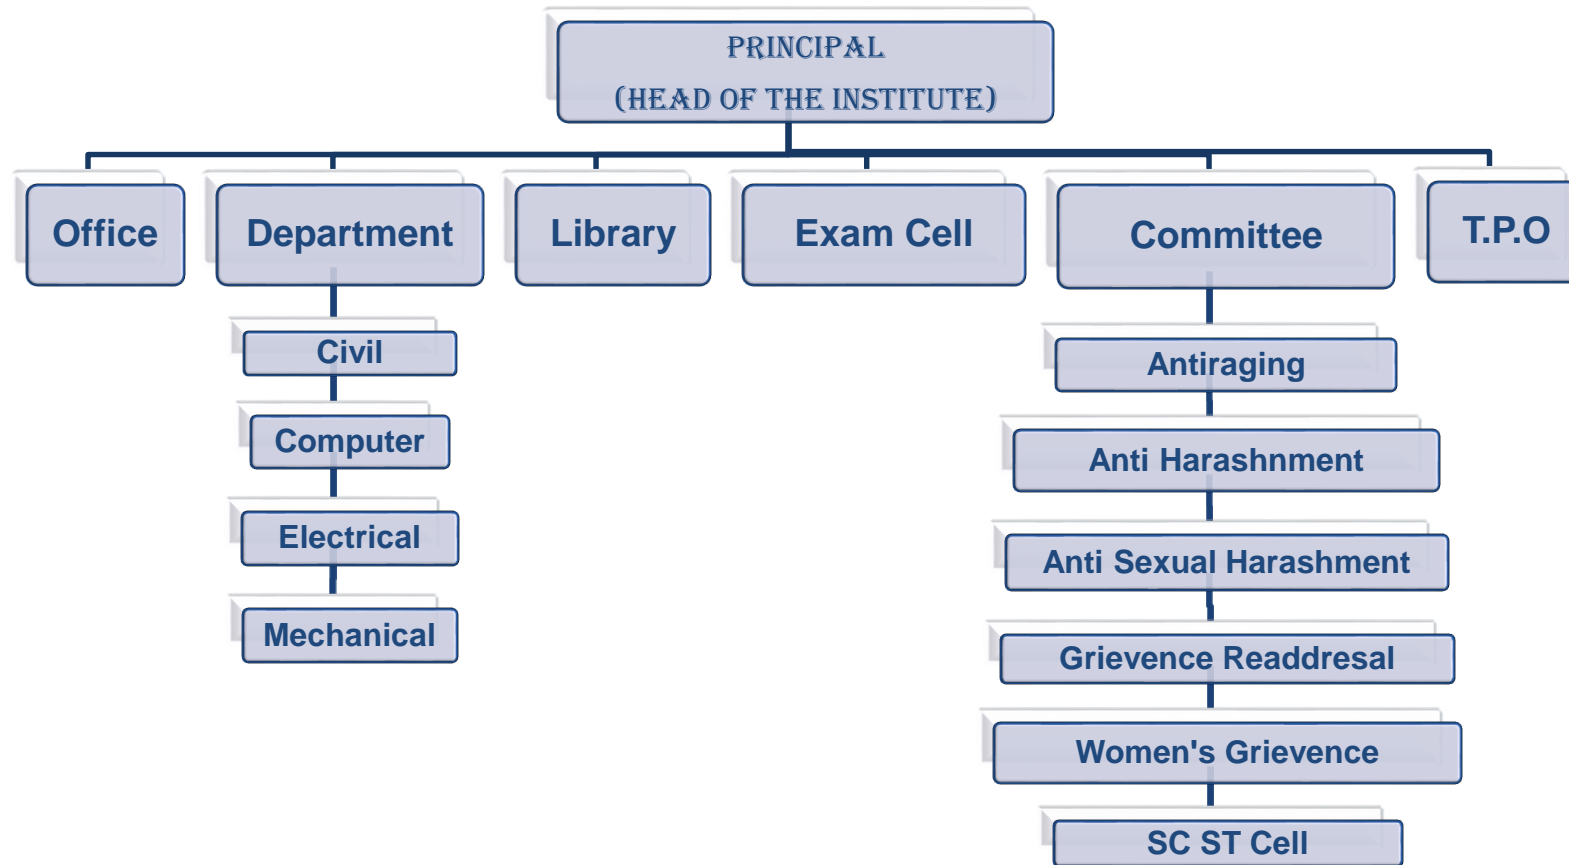 PRINCIPAL
(HEAD OF THE INSTITUTE)
Office
Department
Library
Exam Cell
Committee
T.P.O
Civil
Computer
Electrical
Mechanical
Antiraging
Anti Harashnment
Anti Sexual Harashment
Grievence Readdresal
Women's Grievence
SC ST Cell